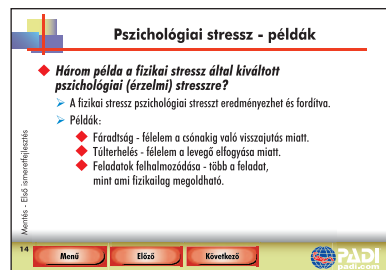 Pszichológiai stressz - példák
Három példa a fizikai stressz által kiváltott
pszichológiai (érzelmi) stresszre?
A fizikai stressz pszichológiai stresszt eredményezhet és fordítva.
Példák:
Fáradtság - félelem a csónakig való visszajutás miatt.
Túlterhelés - félelem a levegő elfogyása miatt.
Feladatok felhalmozódása - több a feladat,
mint ami fizikailag megoldható.
Mentés - Első ismeretfejlesztés
14
Menü
Előző
Következő
PADI
padi.com